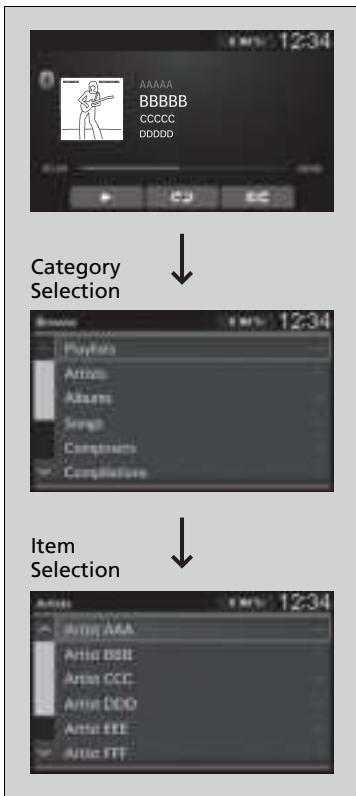 12:34
AAAAA
BBBBB
CCCCC
DDDDD
Category
Selection
Browse
12:34
Playlists
Artists
Albums
Songs
Composers
Compilations
Item
Selection
Artists
12:34
Artist AAA
Artist BBB
Artist CCC
Artist DDD
Artist EEE
Artist FFF